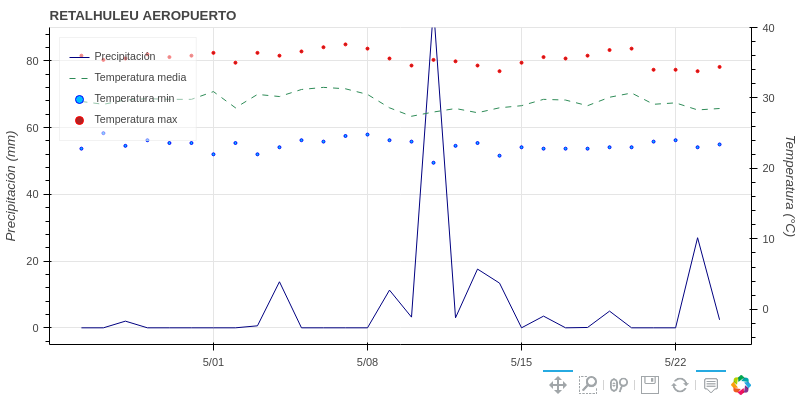 RETALHULEU AEROPUERTO
Precipitación
Temperatura media
Temperatura min
Temperatura max
Precipitación (mm)
80
60
40
20
0
Temperatura (°C)
40
30
20
10
0
5/01
5/08
5/15
5/22